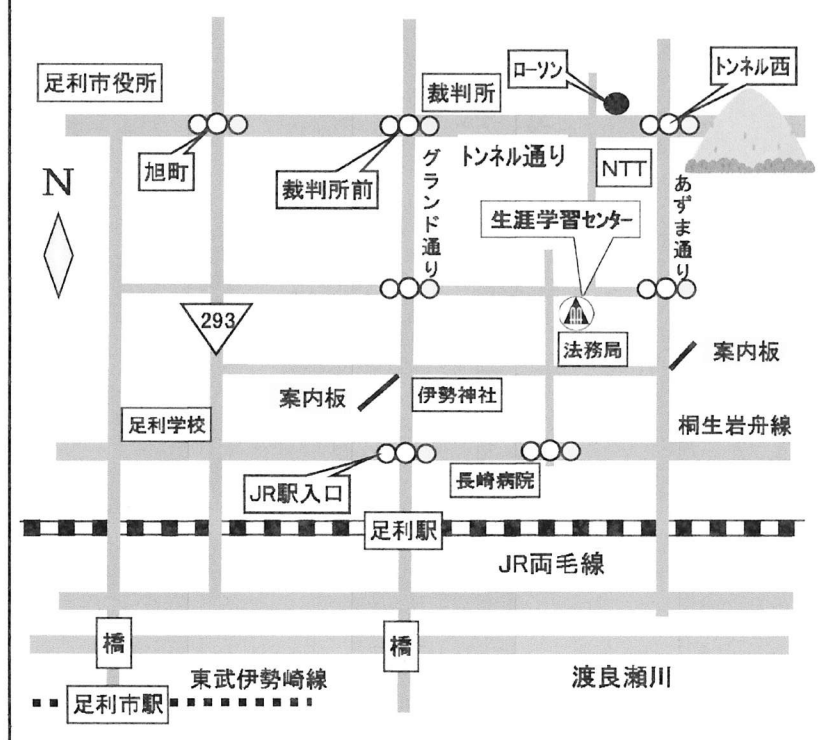 足利市役所
裁判所
ローソン
トンネル西
旭町
裁判所前
グランド通り
トンネル通り
NTT
あずま通り
N
生涯学習センター
293
法務局
案内板
案内板
伊勢神社
足利学校
桐生岩舟線
JR駅入口
長崎病院
足利駅
JR両毛線
橋
橋
東武伊勢崎線
渡良瀬川
足利市駅